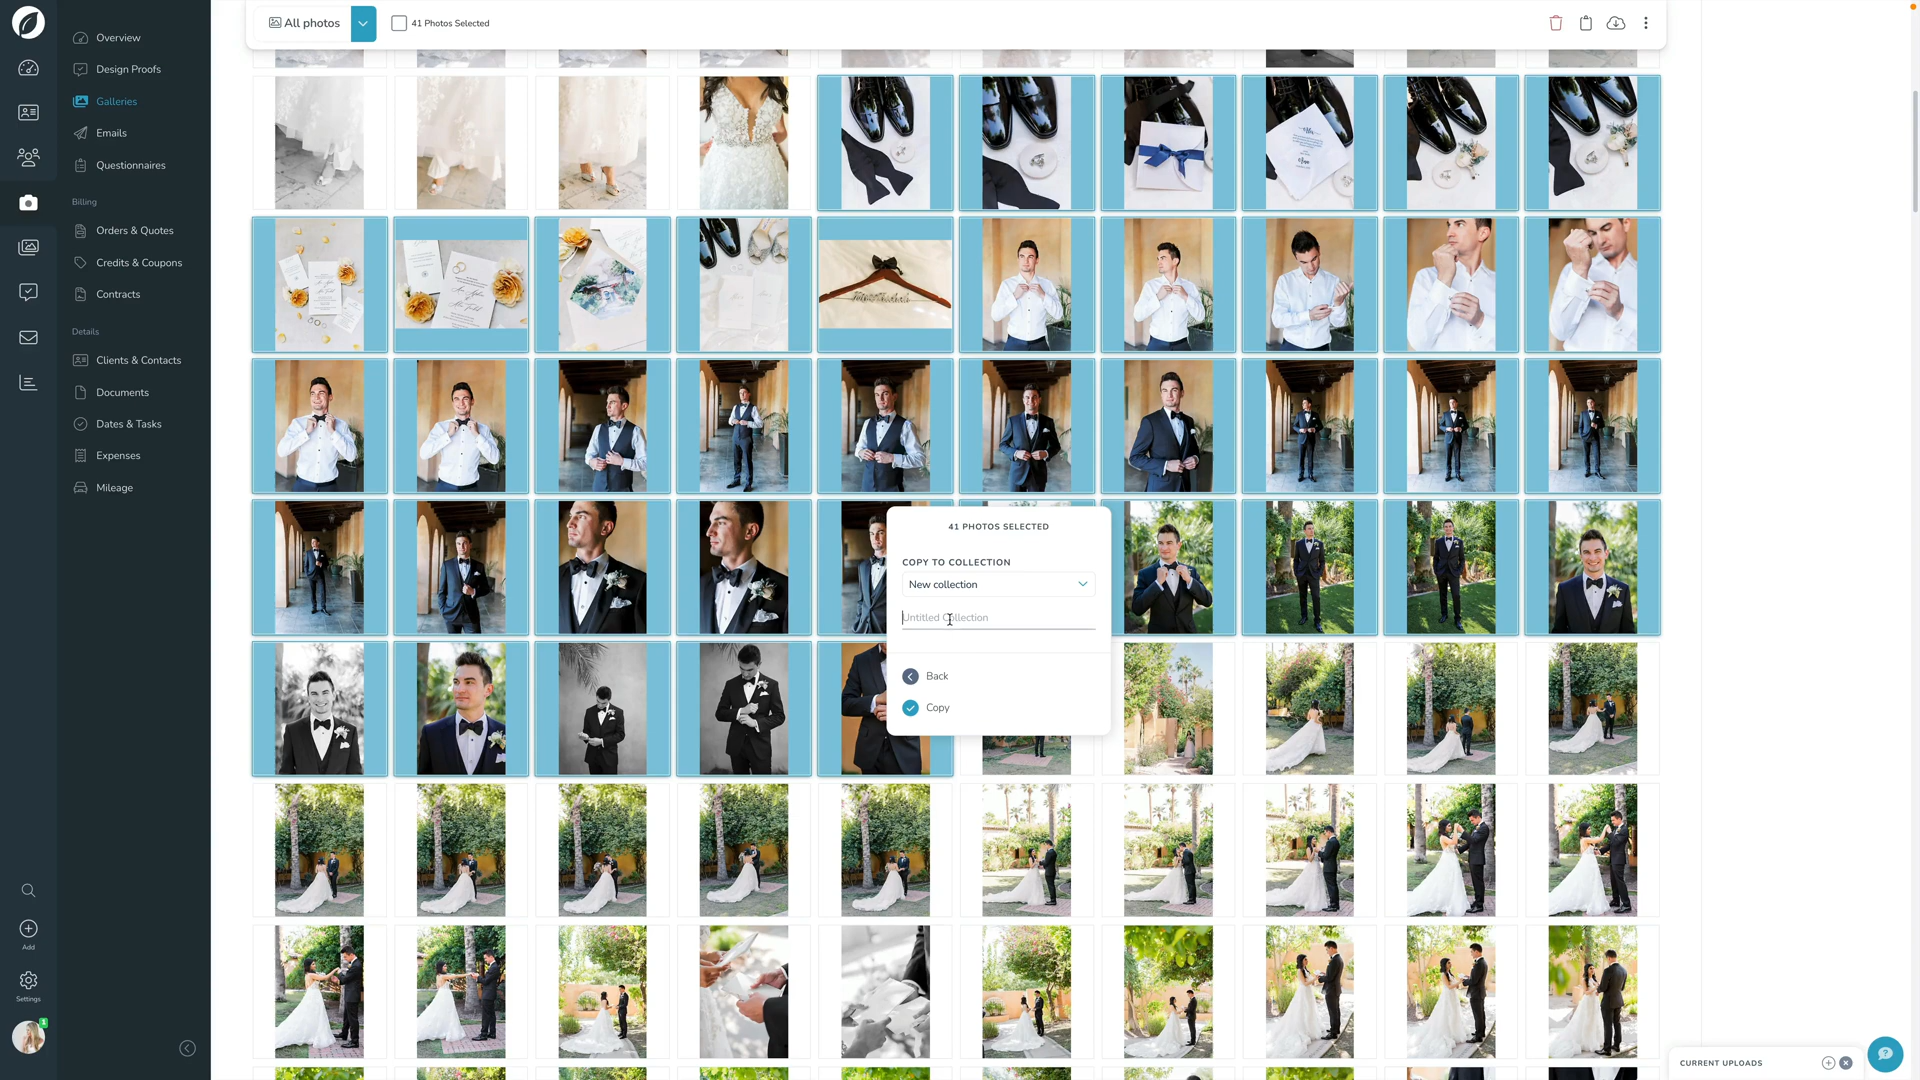 All photos
41 Photos Selected
Overview
Design Proofs
Galleries
Emails
Questionnaires
Billing
Orders & Quotes
Credits & Coupons
Contracts
Details
Clients & Contacts
Documents
Dates & Tasks
Expenses
Mileage
Add
Settings
1
41 PHOTOS SELECTED
COPY TO COLLECTION
New collection
Untitled Collection
Back
Copy
CURRENT UPLOADS